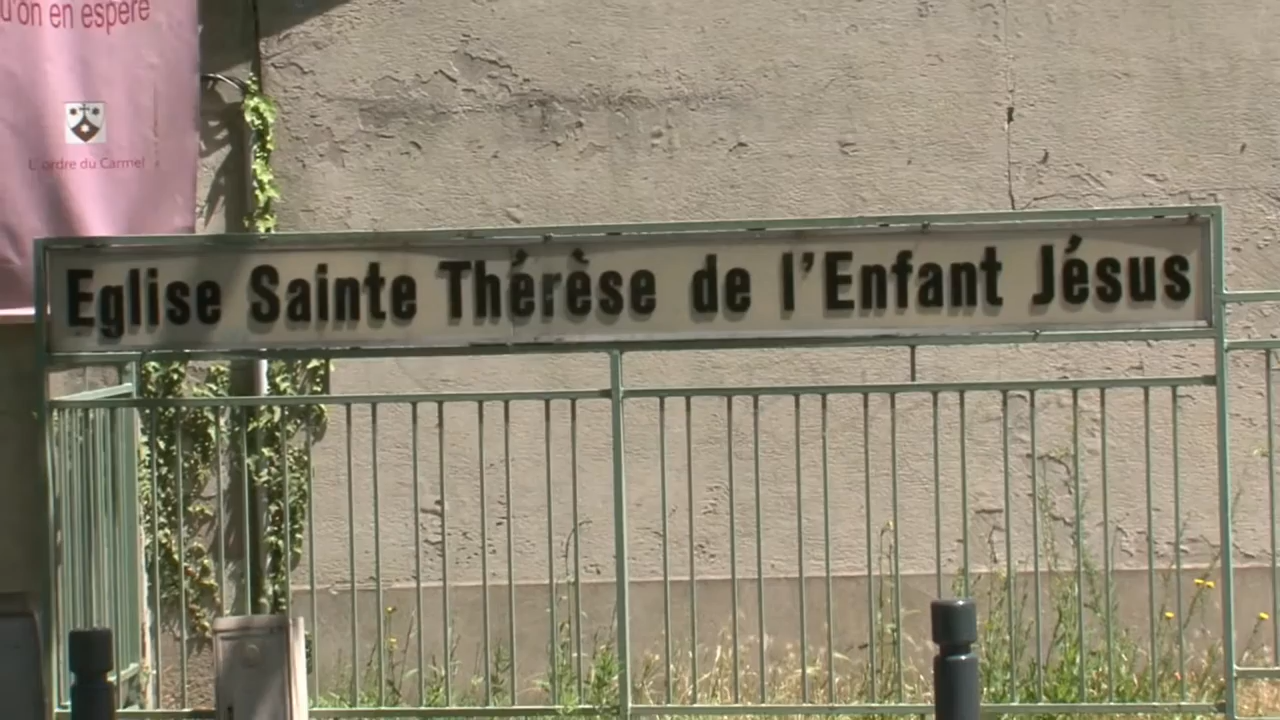 u'on en espère
L'ordre du Carmel
Eglise Sainte Thérèse de l'Enfant Jésus